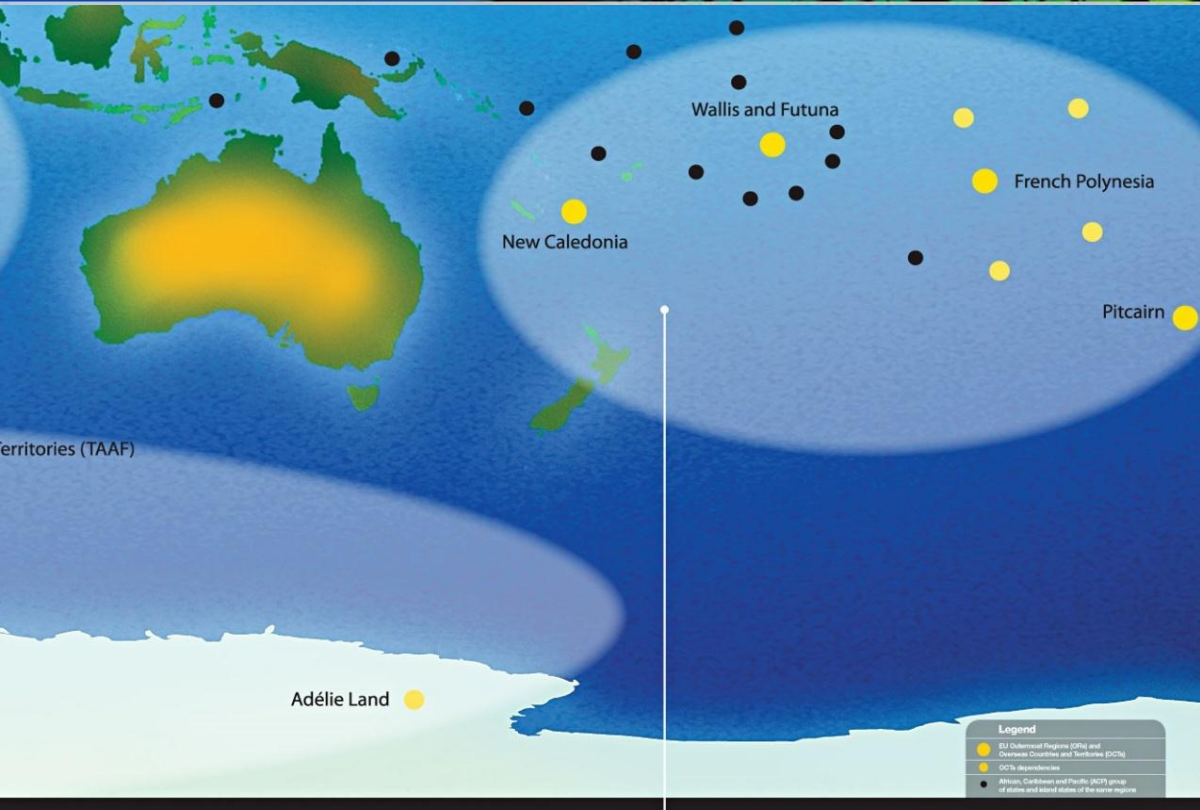 Wallis and Futuna
French Polynesia
New Caledonia
Pitcairn
erritories (TAAF)
Adélie Land
Legend
EU Outermost Regions (ORs) and
Overseas Countries and Territories (OCTs)
OCTs dependencies
African, Caribbean and Pacific (ACP) group
of states and island states of the same regions